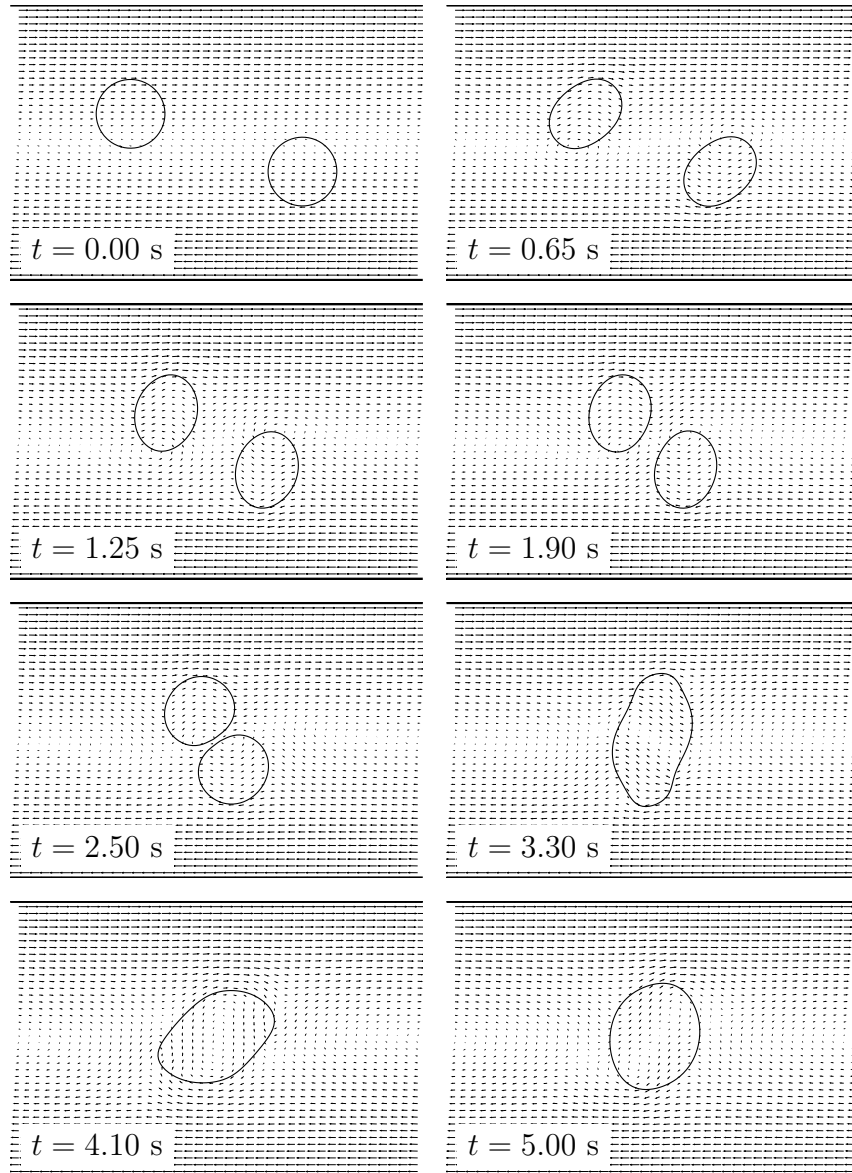 t = 0.00 s
t = 0.65 s
t = 1.25 s
t = 1.90 s
t = 2.50 s
t = 3.30 s
t = 4.10 s
t = 5.00 s